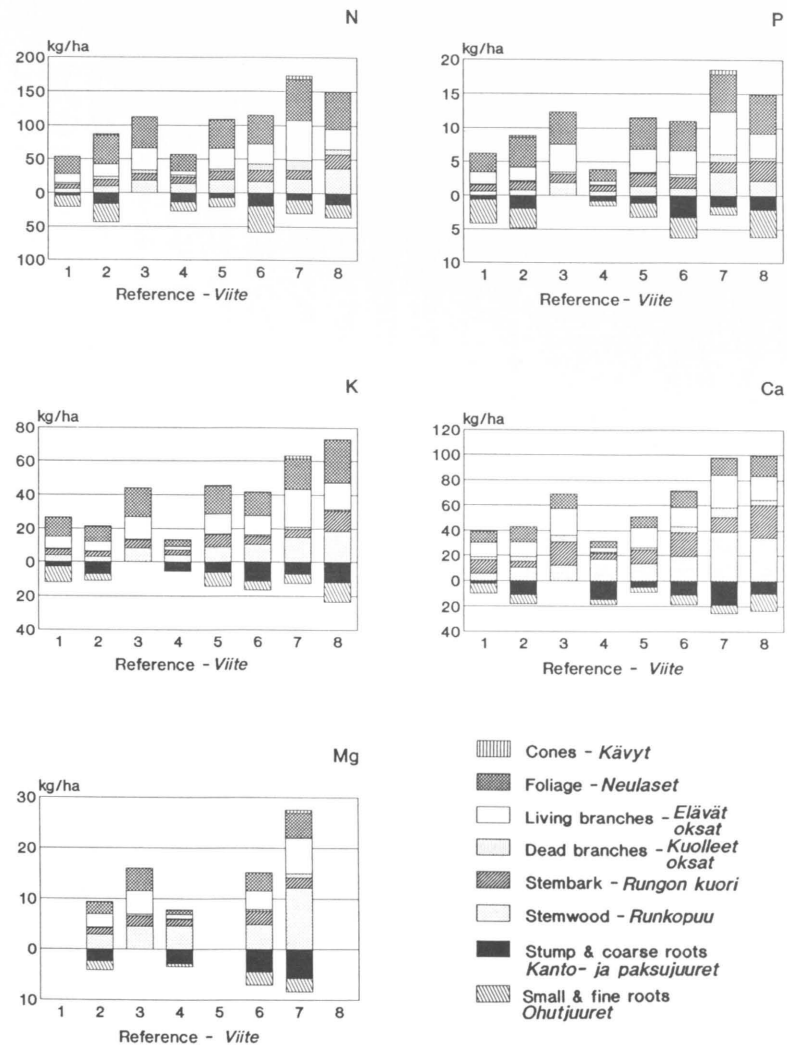 N
kg/ha
200
150
100
50
0
50
100
1 2 3 4 5 6 7 8
Reference - Viite
P
kg/ha
20
15
10
5
0
5
10
1 2 3 4 5 6 7 8
Reference - Viite
K
kg/ha
80
60
40
20
0
20
40
1 2 3 4 5 6 7 8
Reference - Viite
Ca
kg/ha
120
100
80
60
40
20
0
20
40
1 2 3 4 5 6 7 8
Reference - Viite
Mg
kg/ha
30
20
10
0
10
1 2 3 4 5 6 7 8
Reference - Viite
Cones - Kävyt
Foliage - Neulaset
Living branches - Elävät
oksat
Dead branches - Kuolleet
oksat
Stembark - Rungon kuori
Stemwood - Runkopuu
Stump & coarse roots
Kanto- ja paksujuuret
Small & fine roots
Ohutjuuret